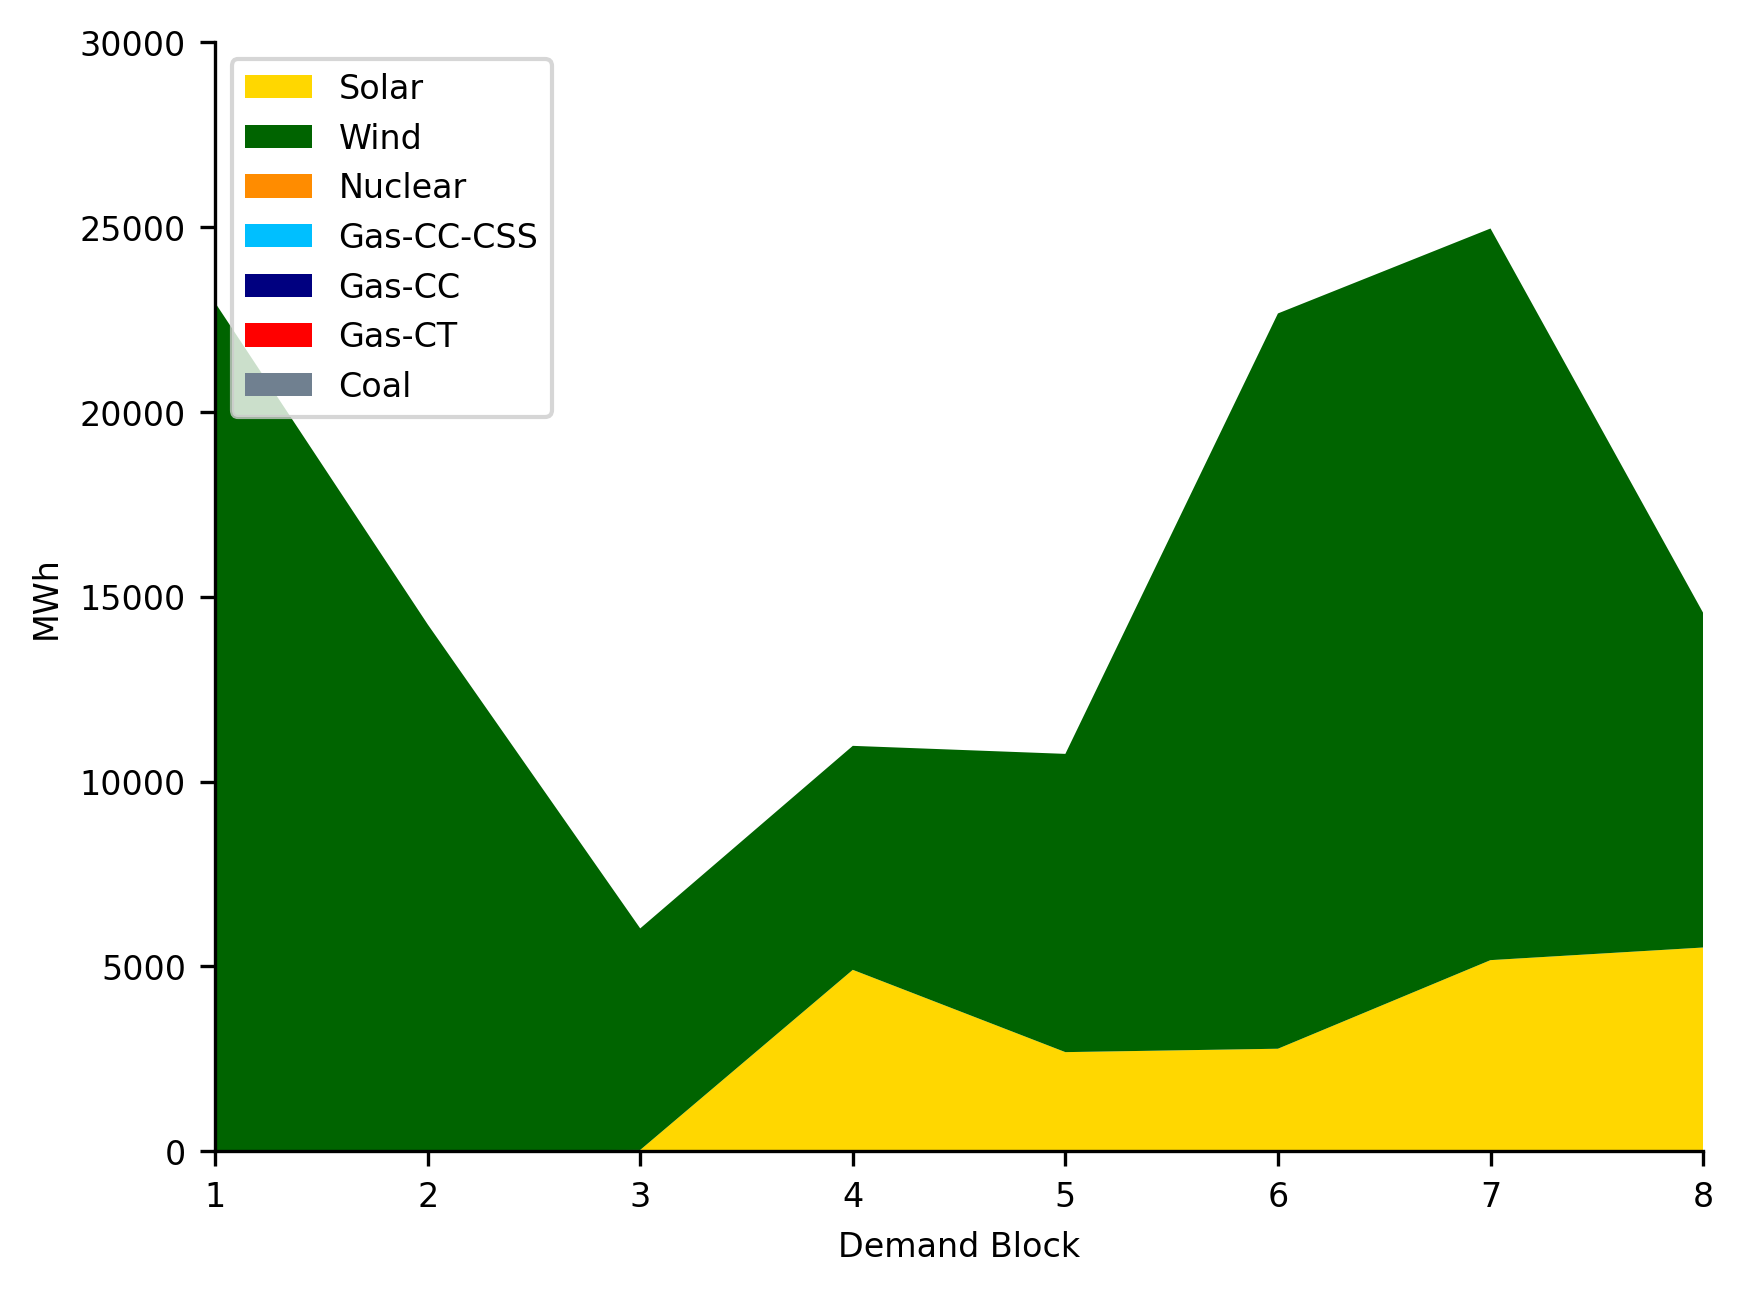 30000
25000
20000
15000
10000
5000
0
MWh
Solar
Wind
Nuclear
Gas-CC-CSS
Gas-CC
Gas-CT
Coal
1 2 3 4 5 6 7 8
Demand Block